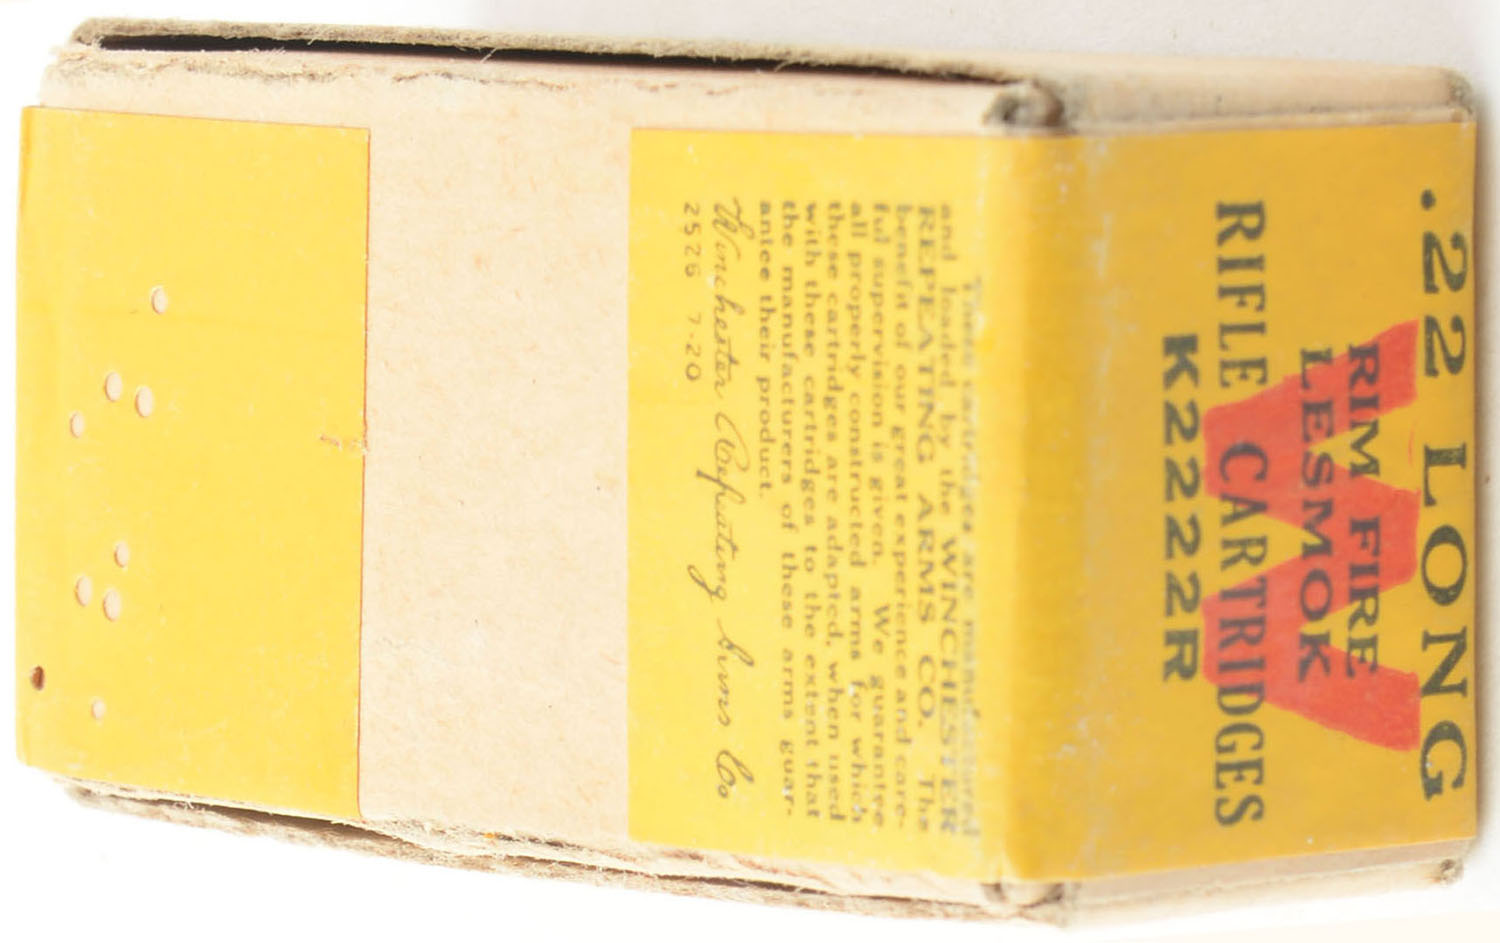 .22 LONG
RIM FIRE
LESMOK
RIFLE CARTRIDGES
K2222R
W
These cartridges are manufactured
and loaded by the WINCHESTER
REPEATING ARMS CO. The
benefit of our great experience and care-
ful supervision is given. We guarantee
all properly constructed arms for which
these cartridges are adapted, when used
with these cartridges to the extent that
the manufacturers of these arms guar-
antee their product.
Winchester Repeating Arms Co
2526 7-20